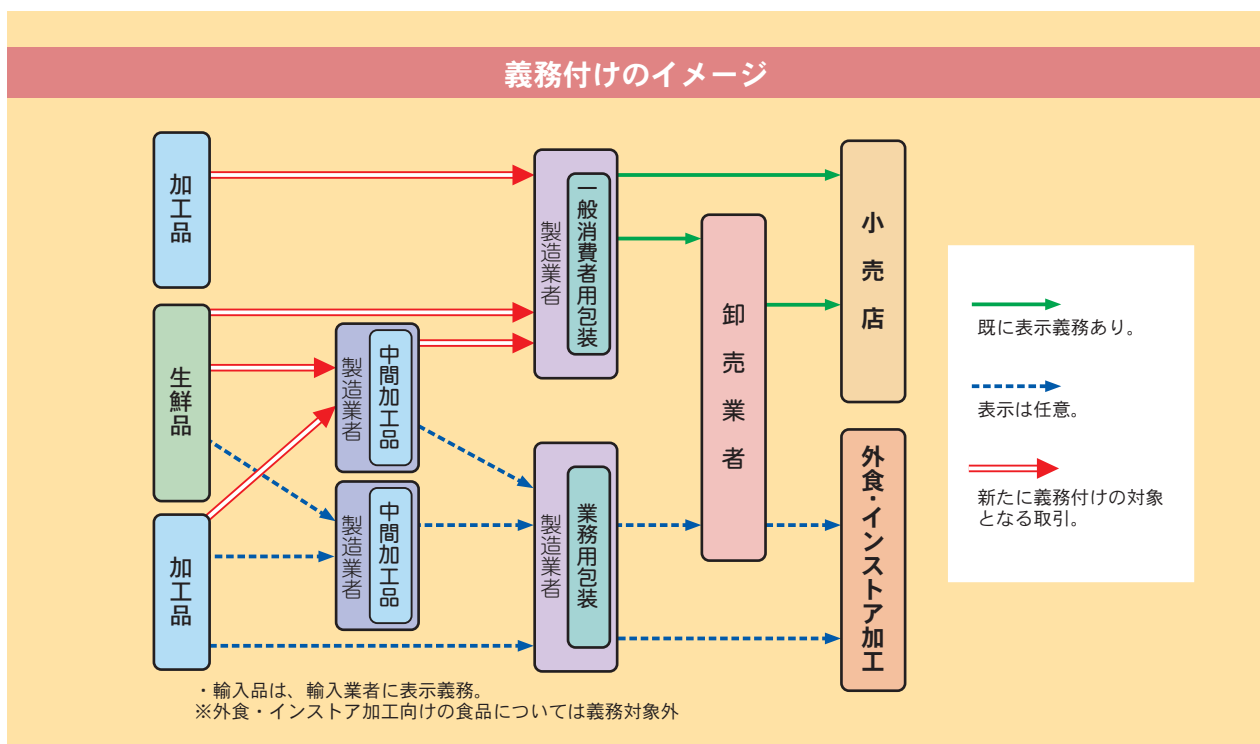 義務付けのイメージ
加工品
生鮮品
加工品
製造業者
中間加工品
製造業者
中間加工品
製造業者
一般消費者用包装
製造業者
業務用包装
卸売業者
小売店
外食・インストア加工
既に表示義務あり。
表示は任意。
新たに義務付けの対象
となる取引。
・輸入品は、輸入業者に表示義務。
※外食・インストア加工向けの食品については義務対象外